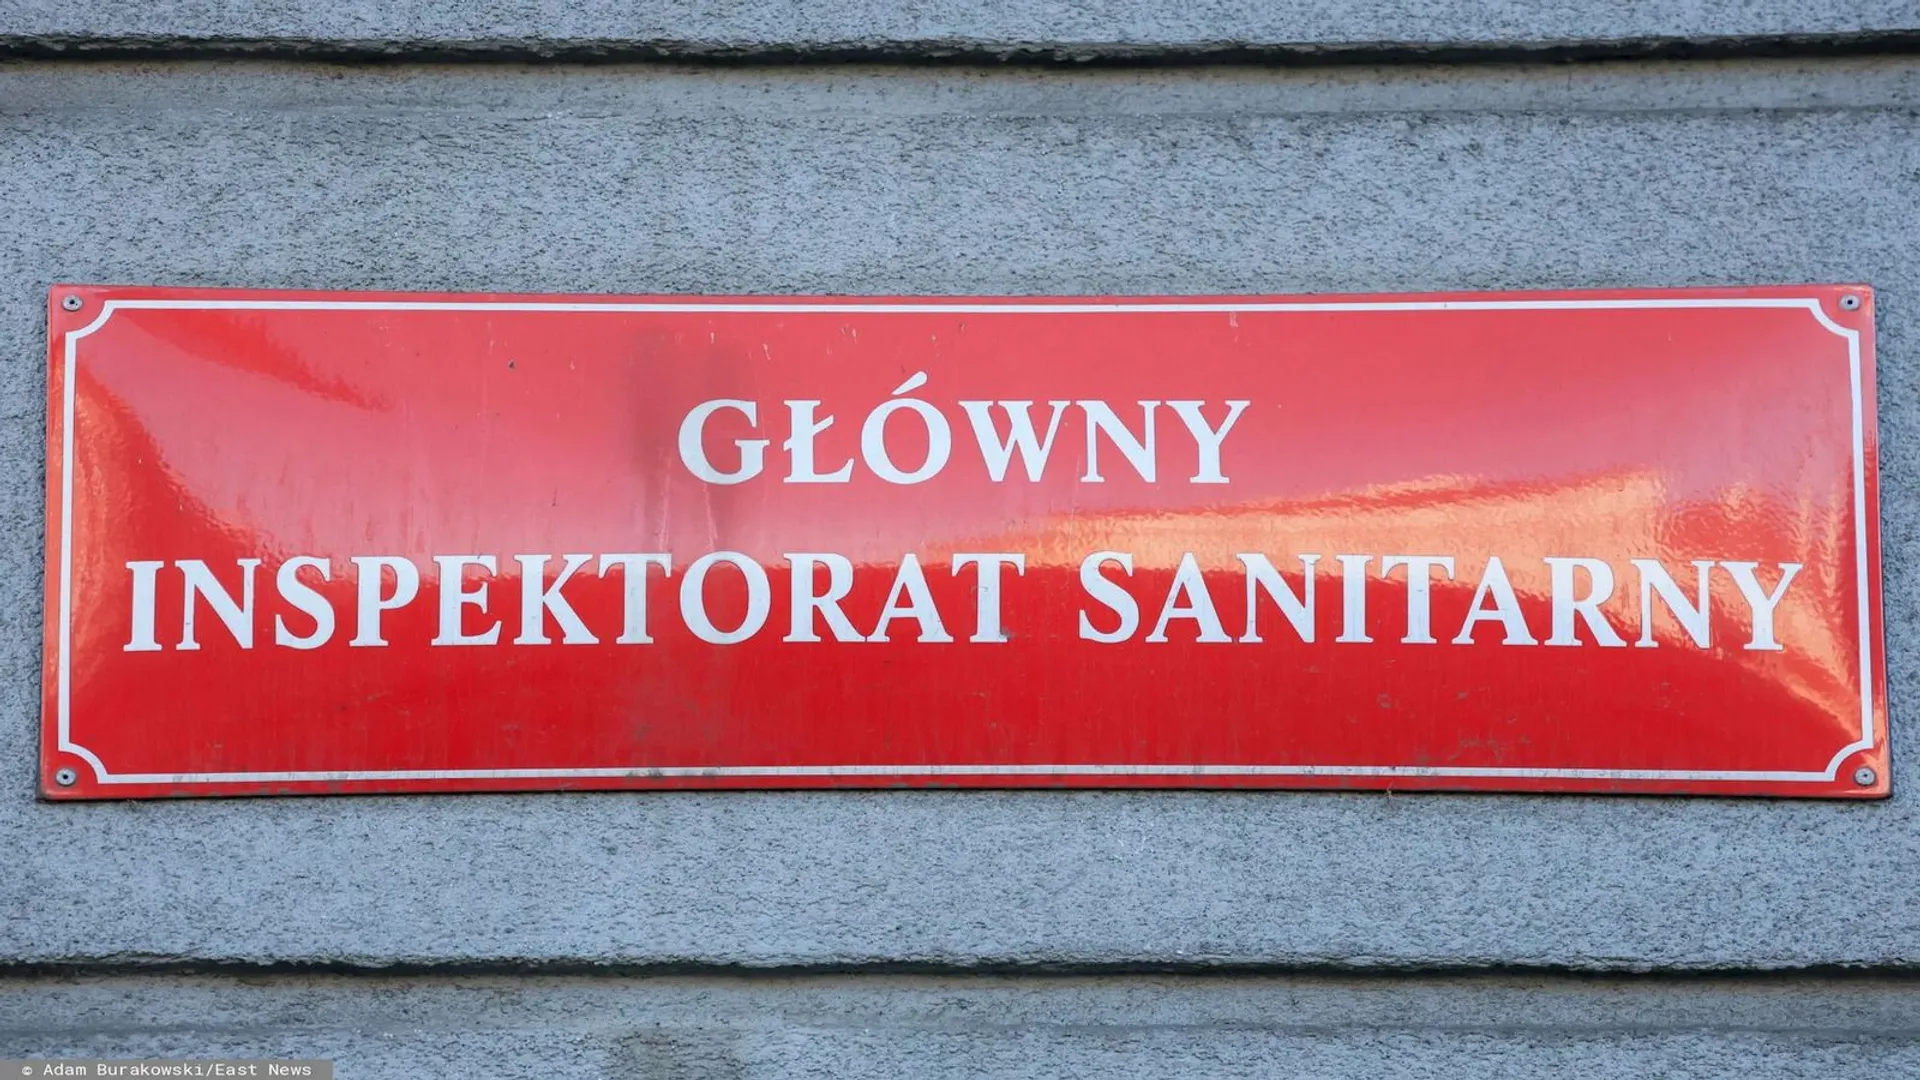 GŁÓWNY
INSPEKTORAT SANITARNY
© Adam Burakowski/East News